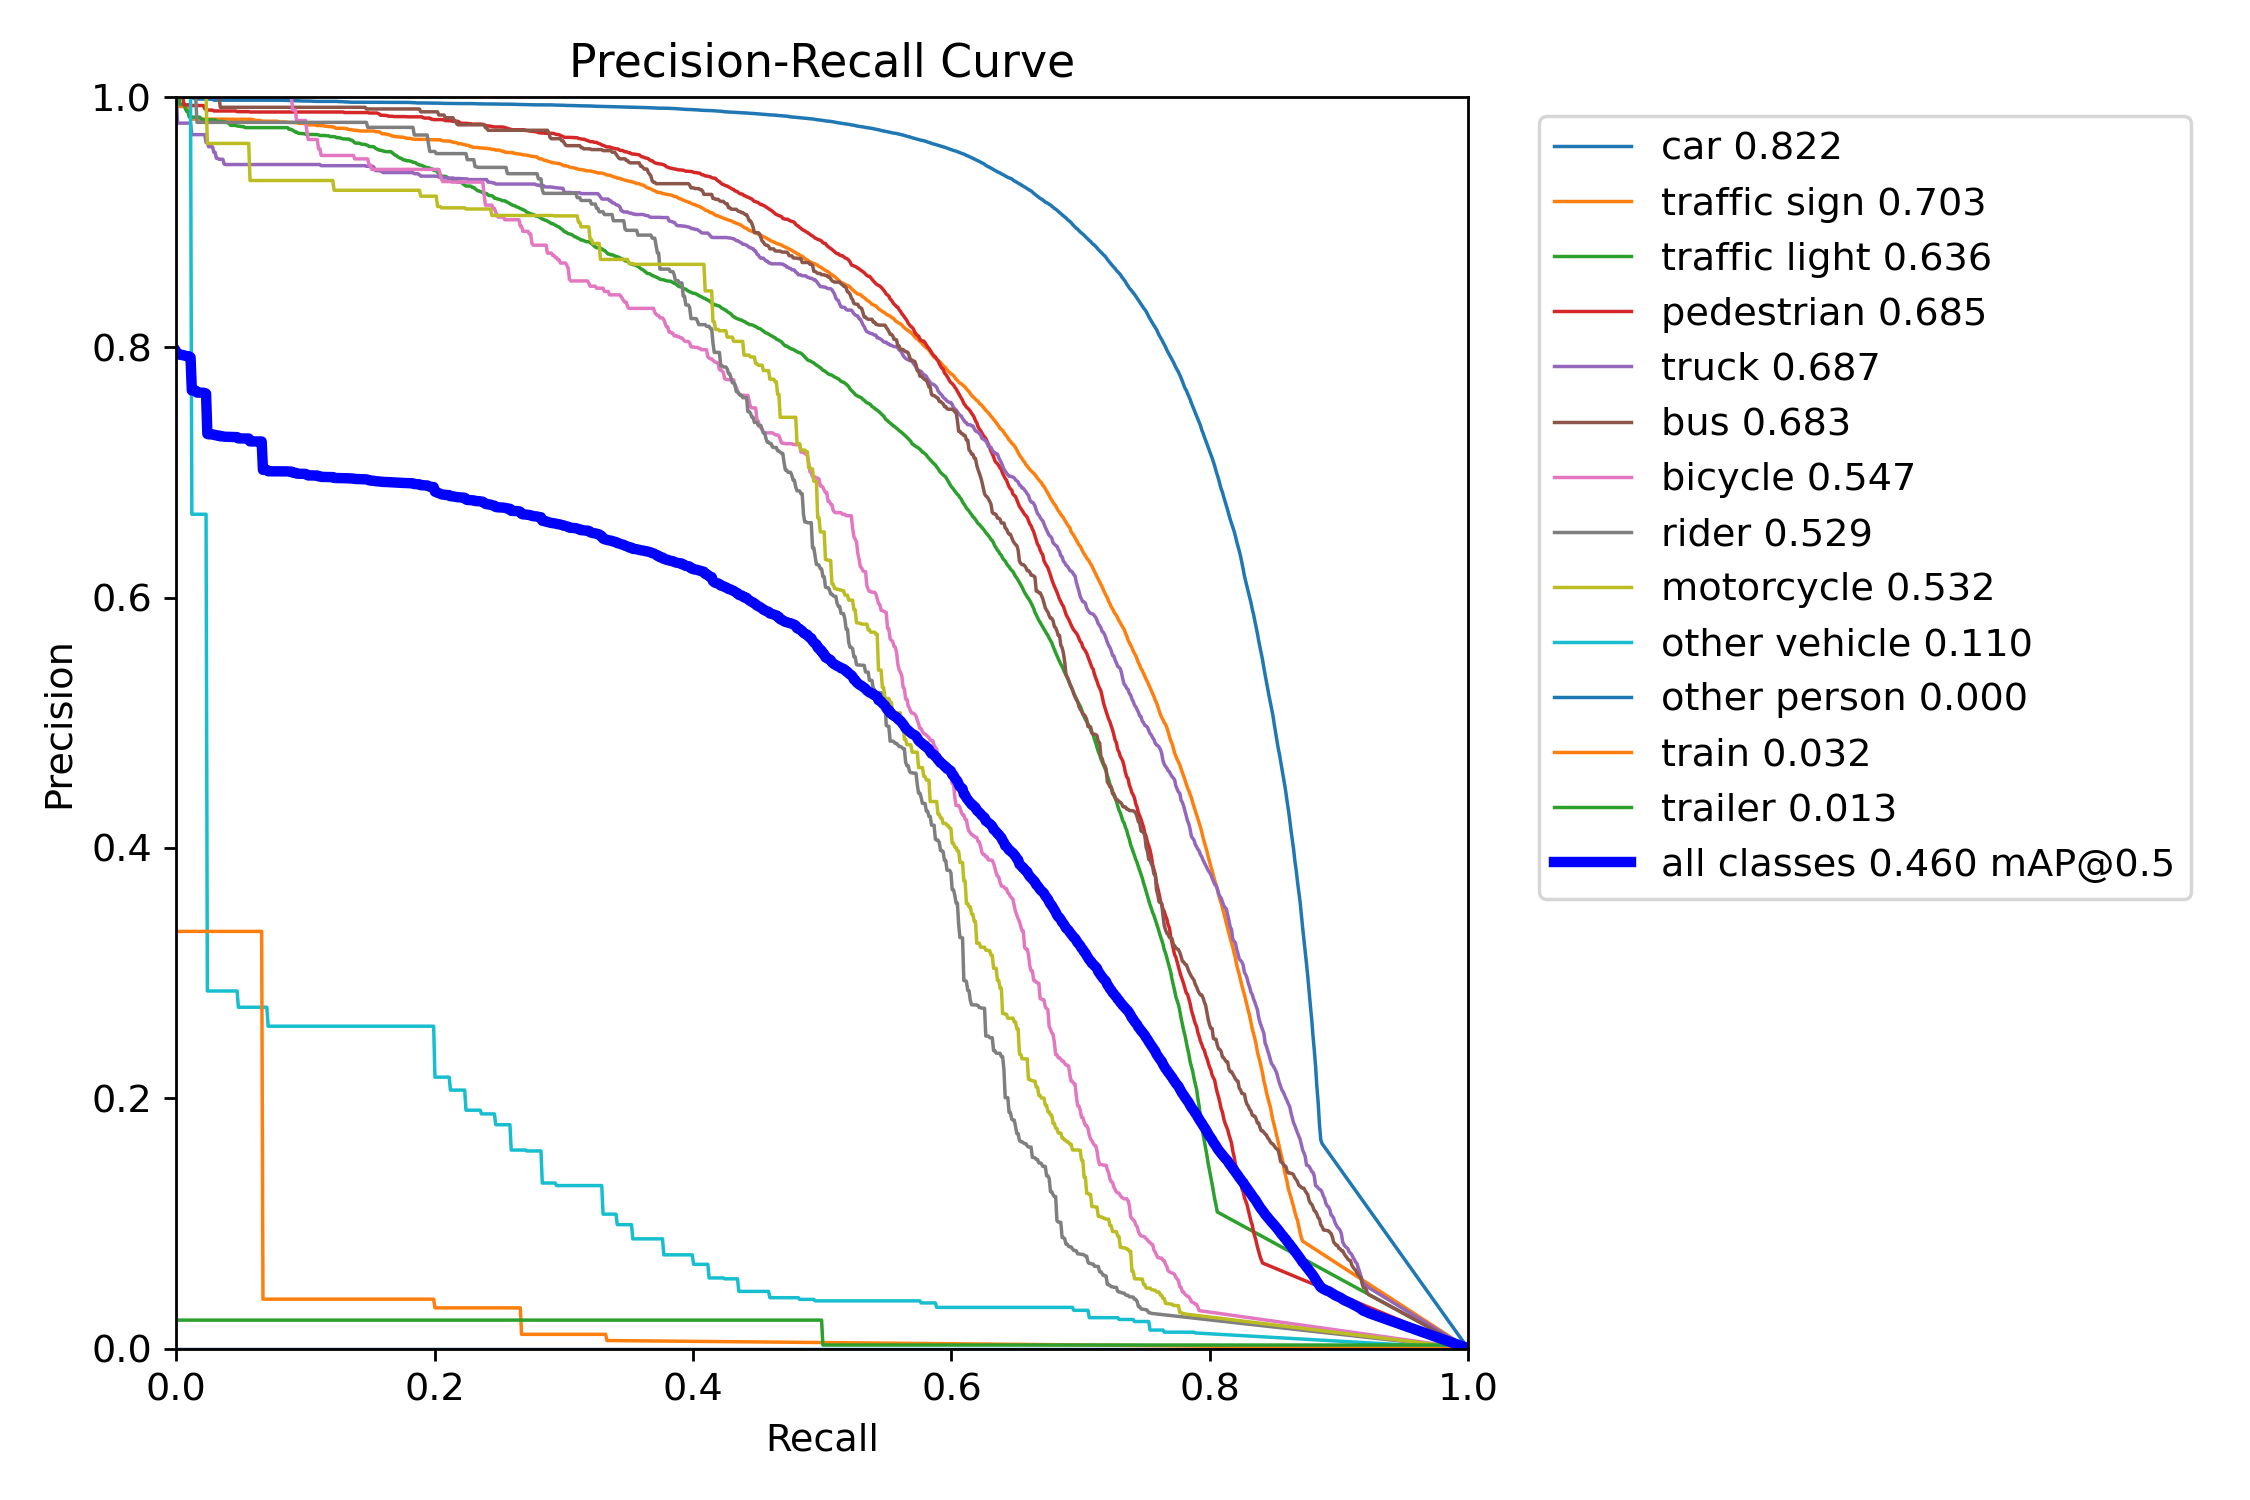 Precision-Recall Curve
1.0
0.8
0.6
0.4
0.2
0.0
Precision
0.0 0.2 0.4 0.6 0.8 1.0
Recall
car 0.822
traffic sign 0.703
traffic light 0.636
pedestrian 0.685
truck 0.687
bus 0.683
bicycle 0.547
rider 0.529
motorcycle 0.532
other vehicle 0.110
other person 0.000
train 0.032
trailer 0.013
all classes 0.460 mAP@0.5